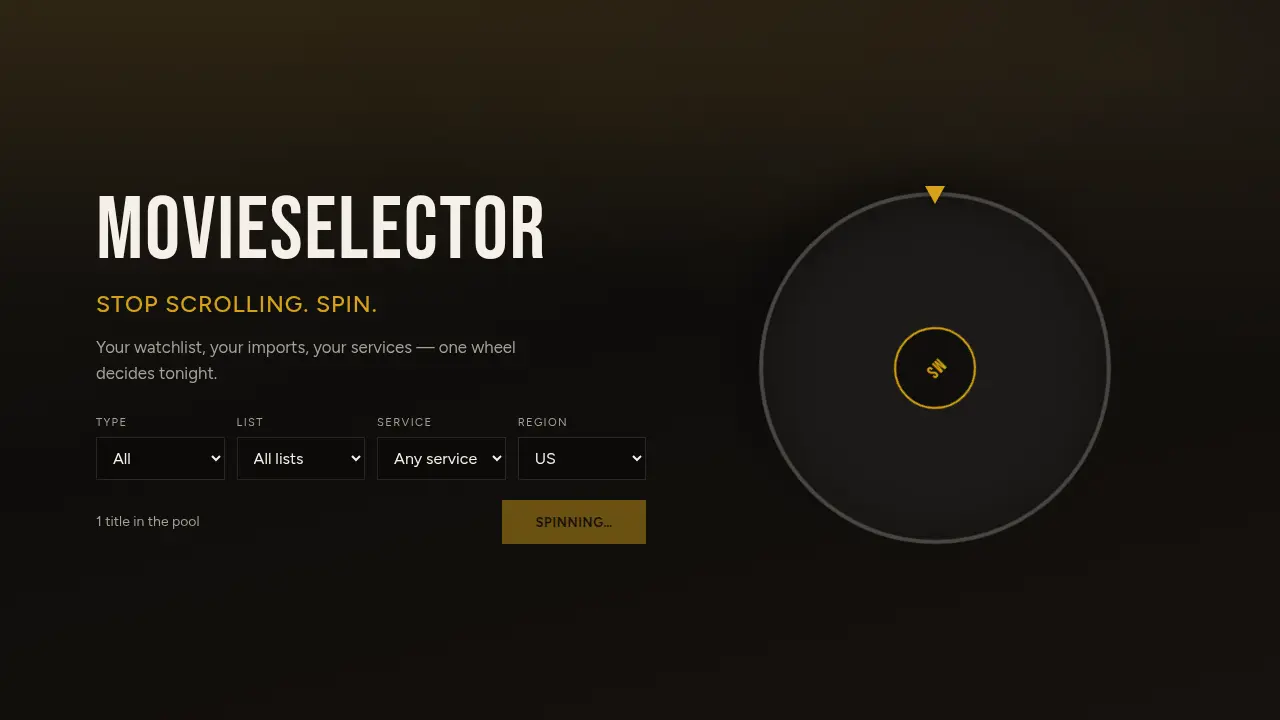 MOVIESELECTOR
STOP SCROLLING. SPIN.
Your watchlist, your imports, your services — one wheel
decides tonight.
TYPE LIST SERVICE REGION
All All lists Any service US
1 title in the pool SPINNING...